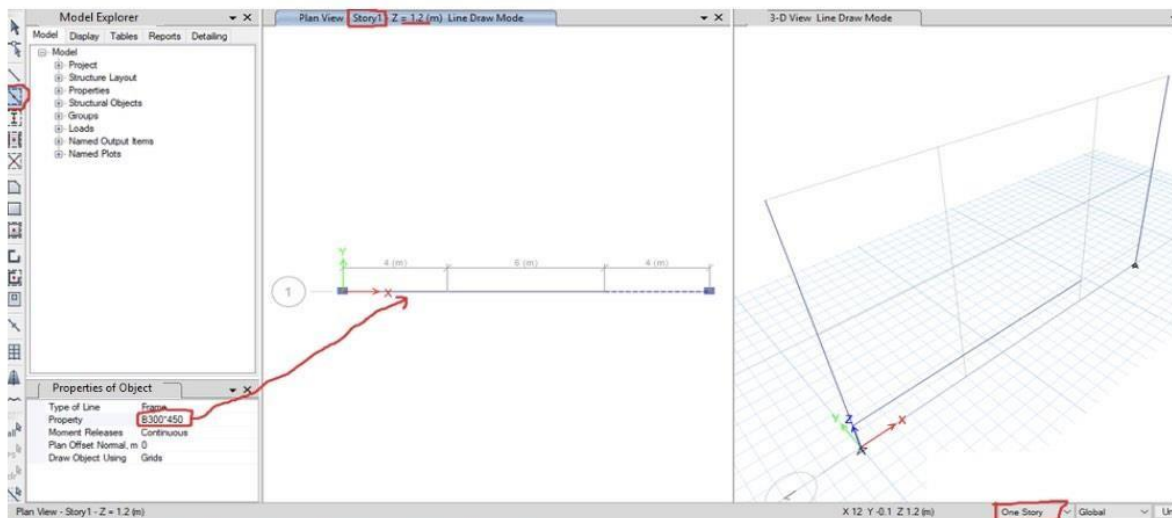 Model Explorer
Model Display Tables Reports Detailing
Model
Project
Structure Layout
Properties
Structural Objects
Groups
Loads
Named Output Items
Named Plots
Properties of Object
Type of Line Frame
Property B300*450
Moment Releases Continuous
Plan Offset Normal, m 0
Draw Object Using Grids
Plan View - Story1 - Z = 1.2 (m) Line Draw Mode
Y
4 (m) 6 (m) 4 (m)
1
X
3-D View Line Draw Mode
Y Z X
Plan View - Story1 - Z = 1.2 (m)
X 12 Y -0.1 Z 1.2 (m)
One Story Global